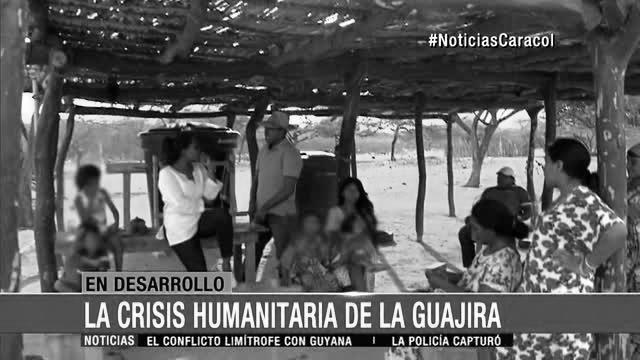 #NoticiasCaracol
EN DESARROLLO
LA CRISIS HUMANITARIA DE LA GUAJIRA
NOTICIAS EL CONFLICTO LIMÍTROFE CON GUYANA | LA POLICÍA CAPTURÓ